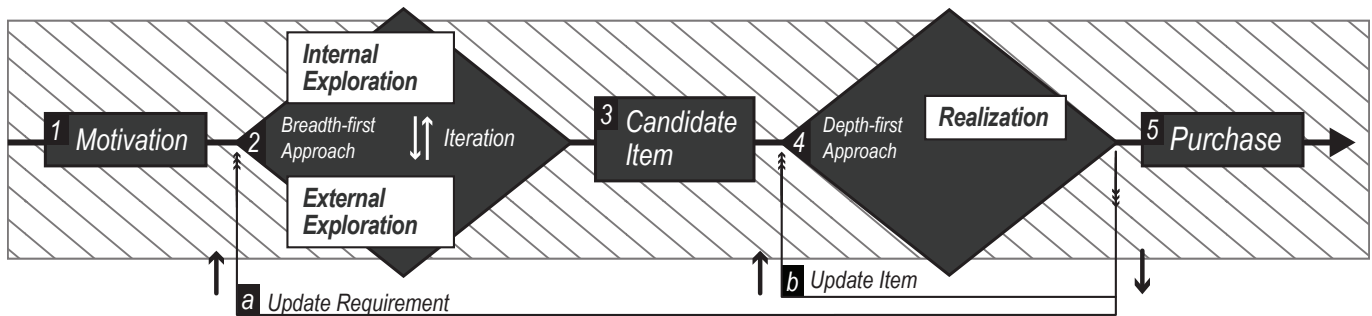 1 Motivation
2 Breadth-first
Approach
Internal
Exploration
Iteration
External
Exploration
3 Candidate
Item
4 Depth-first
Approach
Realization
5 Purchase
a Update Requirement
b Update Item